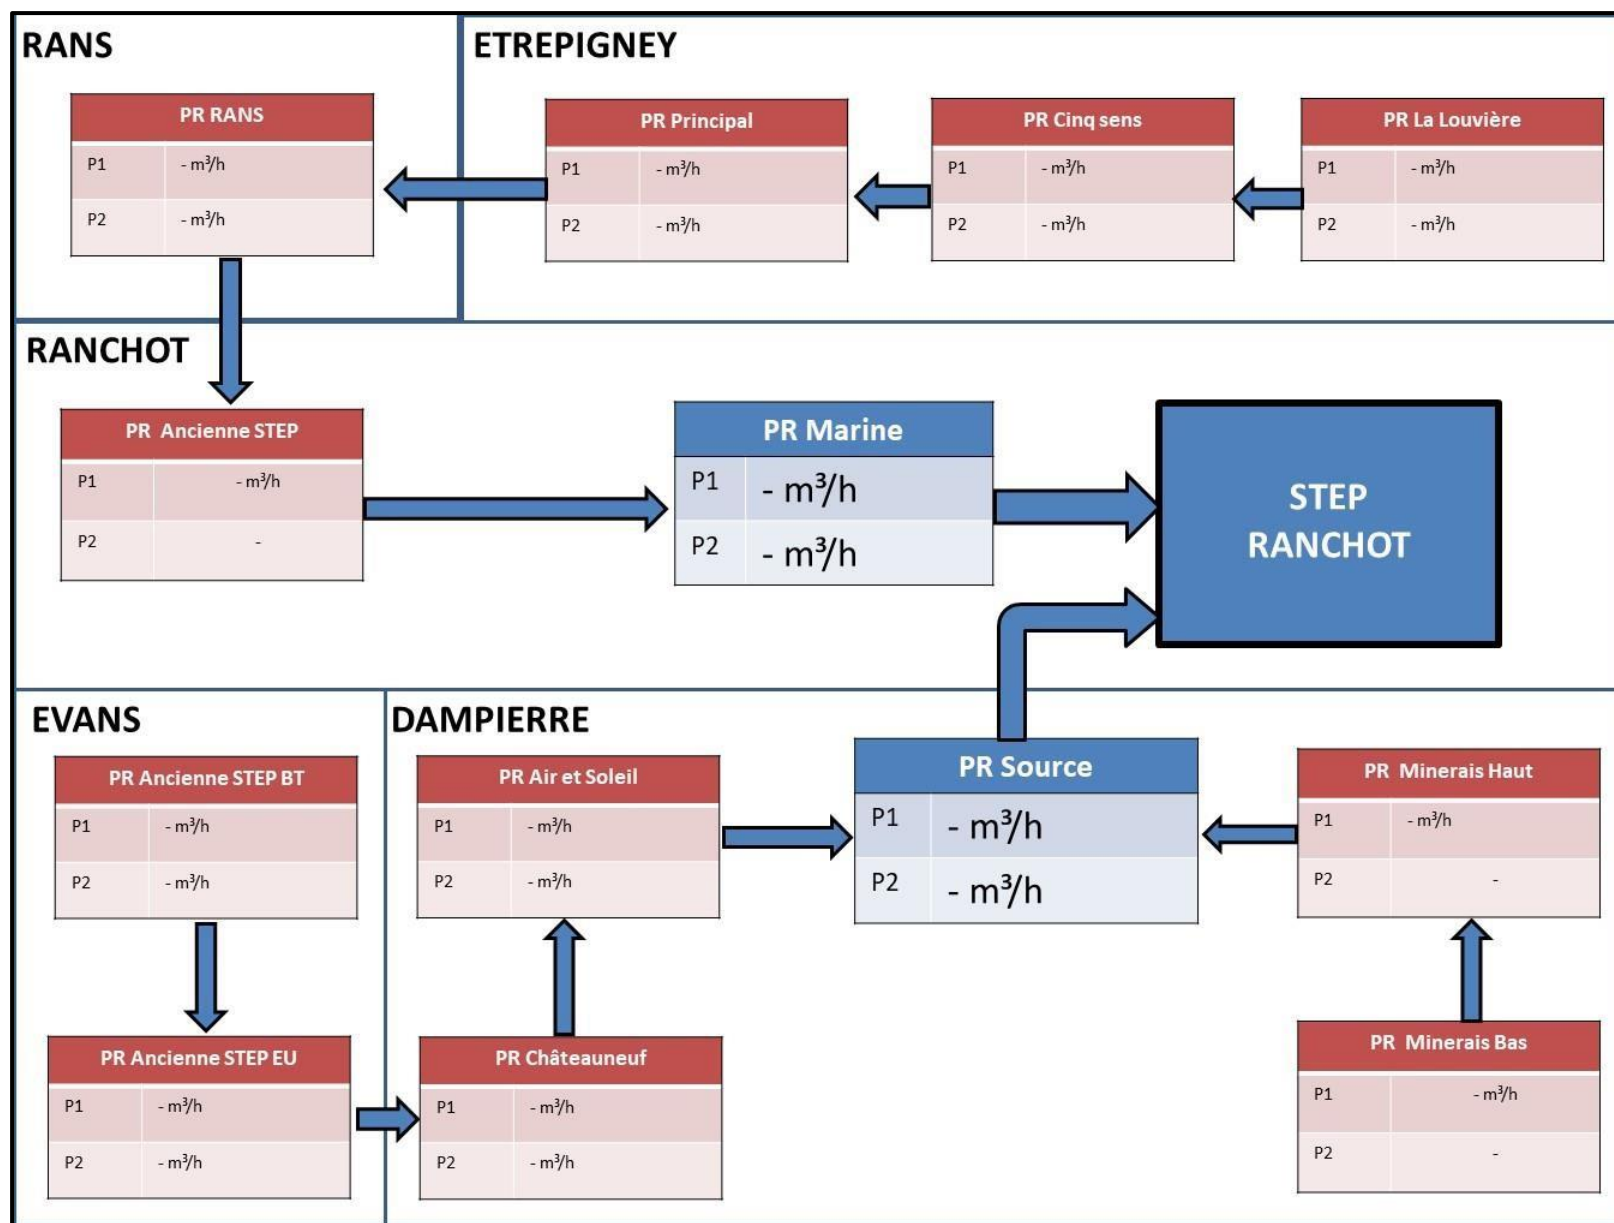 RANS
PR RANS
P1 - m³/h
P2 - m³/h
ETREPIGNEY
PR Principal
P1 - m³/h
P2 - m³/h
PR Cinq sens
P1 - m³/h
P2 - m³/h
PR La Louvière
P1 - m³/h
P2 - m³/h
RANCHOT
PR Ancienne STEP
P1 - m³/h
P2 -
PR Marine
P1 - m³/h
P2 - m³/h
STEP
RANCHOT
EVANS
PR Ancienne STEP BT
P1 - m³/h
P2 - m³/h
PR Ancienne STEP EU
P1 - m³/h
P2 - m³/h
DAMPIERRE
PR Air et Soleil
P1 - m³/h
P2 - m³/h
PR Châteauneuf
P1 - m³/h
P2 - m³/h
PR Source
P1 - m³/h
P2 - m³/h
PR Minerais Haut
P1 - m³/h
P2 -
PR Minerais Bas
P1 - m³/h
P2 -